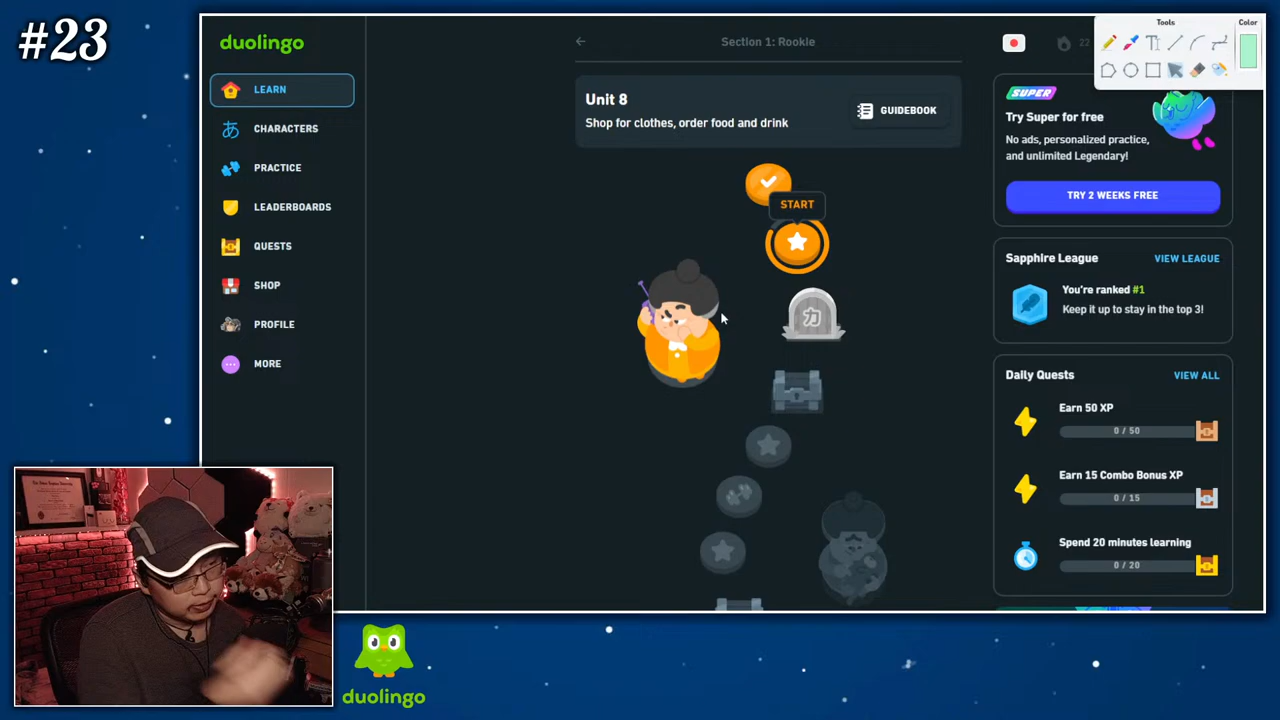 #23
duolingo
LEARN
あ CHARACTERS
PRACTICE
LEADERBOARDS
QUESTS
SHOP
PROFILE
MORE
Section 1: Rookie
22
Unit 8
Shop for clothes, order food and drink
GUIDEBOOK
START
力
Tools
Color
SUPER
Try Super for free
No ads, personalized practice,
and unlimited Legendary!
TRY 2 WEEKS FREE
Sapphire League
VIEW LEAGUE
You're ranked #1
Keep it up to stay in the top 3!
Daily Quests
VIEW ALL
Earn 50 XP
0 / 50
Earn 15 Combo Bonus XP
0 / 15
Spend 20 minutes learning
0 / 20
duolingo